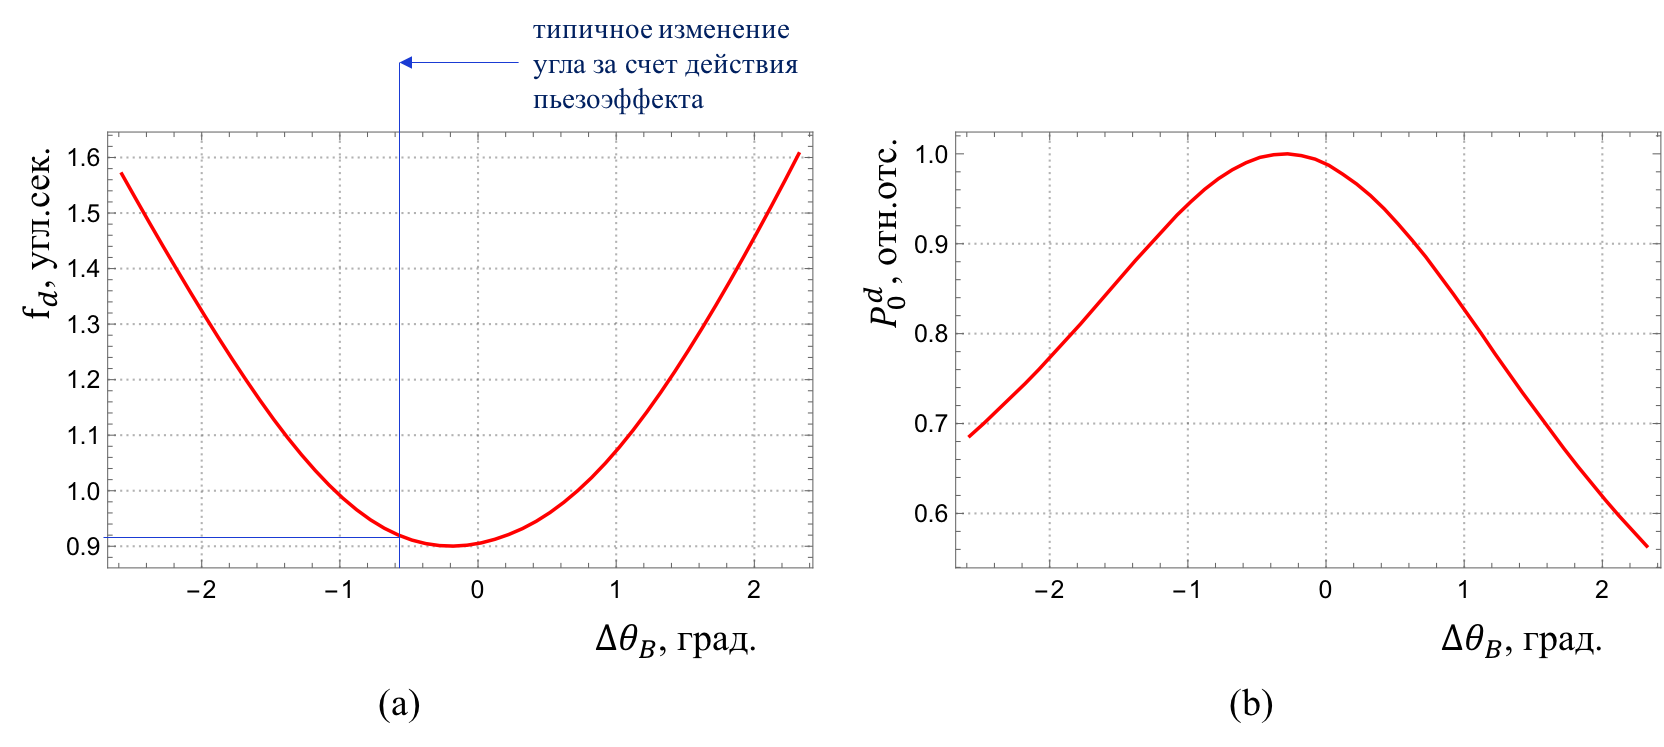 типичное изменение
угла за счет действия
пьезоэффекта
f_d, угл.сек.
1.6
1.5
1.4
1.3
1.2
1.1
1.0
0.9
−2 −1 0 1 2
Δθ_B, град.
(a)
P_0^d, отн.отс.
1.0
0.9
0.8
0.7
0.6
−2 −1 0 1 2
Δθ_B, град.
(b)